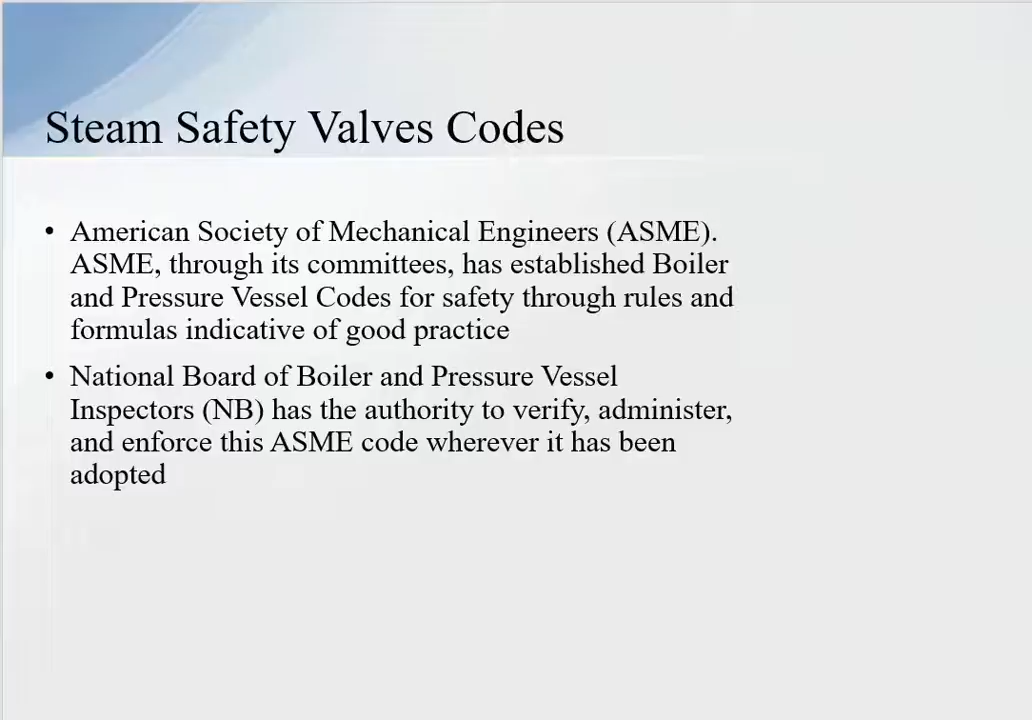 Steam Safety Valves Codes
• American Society of Mechanical Engineers (ASME).
ASME, through its committees, has established Boiler
and Pressure Vessel Codes for safety through rules and
formulas indicative of good practice
• National Board of Boiler and Pressure Vessel
Inspectors (NB) has the authority to verify, administer,
and enforce this ASME code wherever it has been
adopted